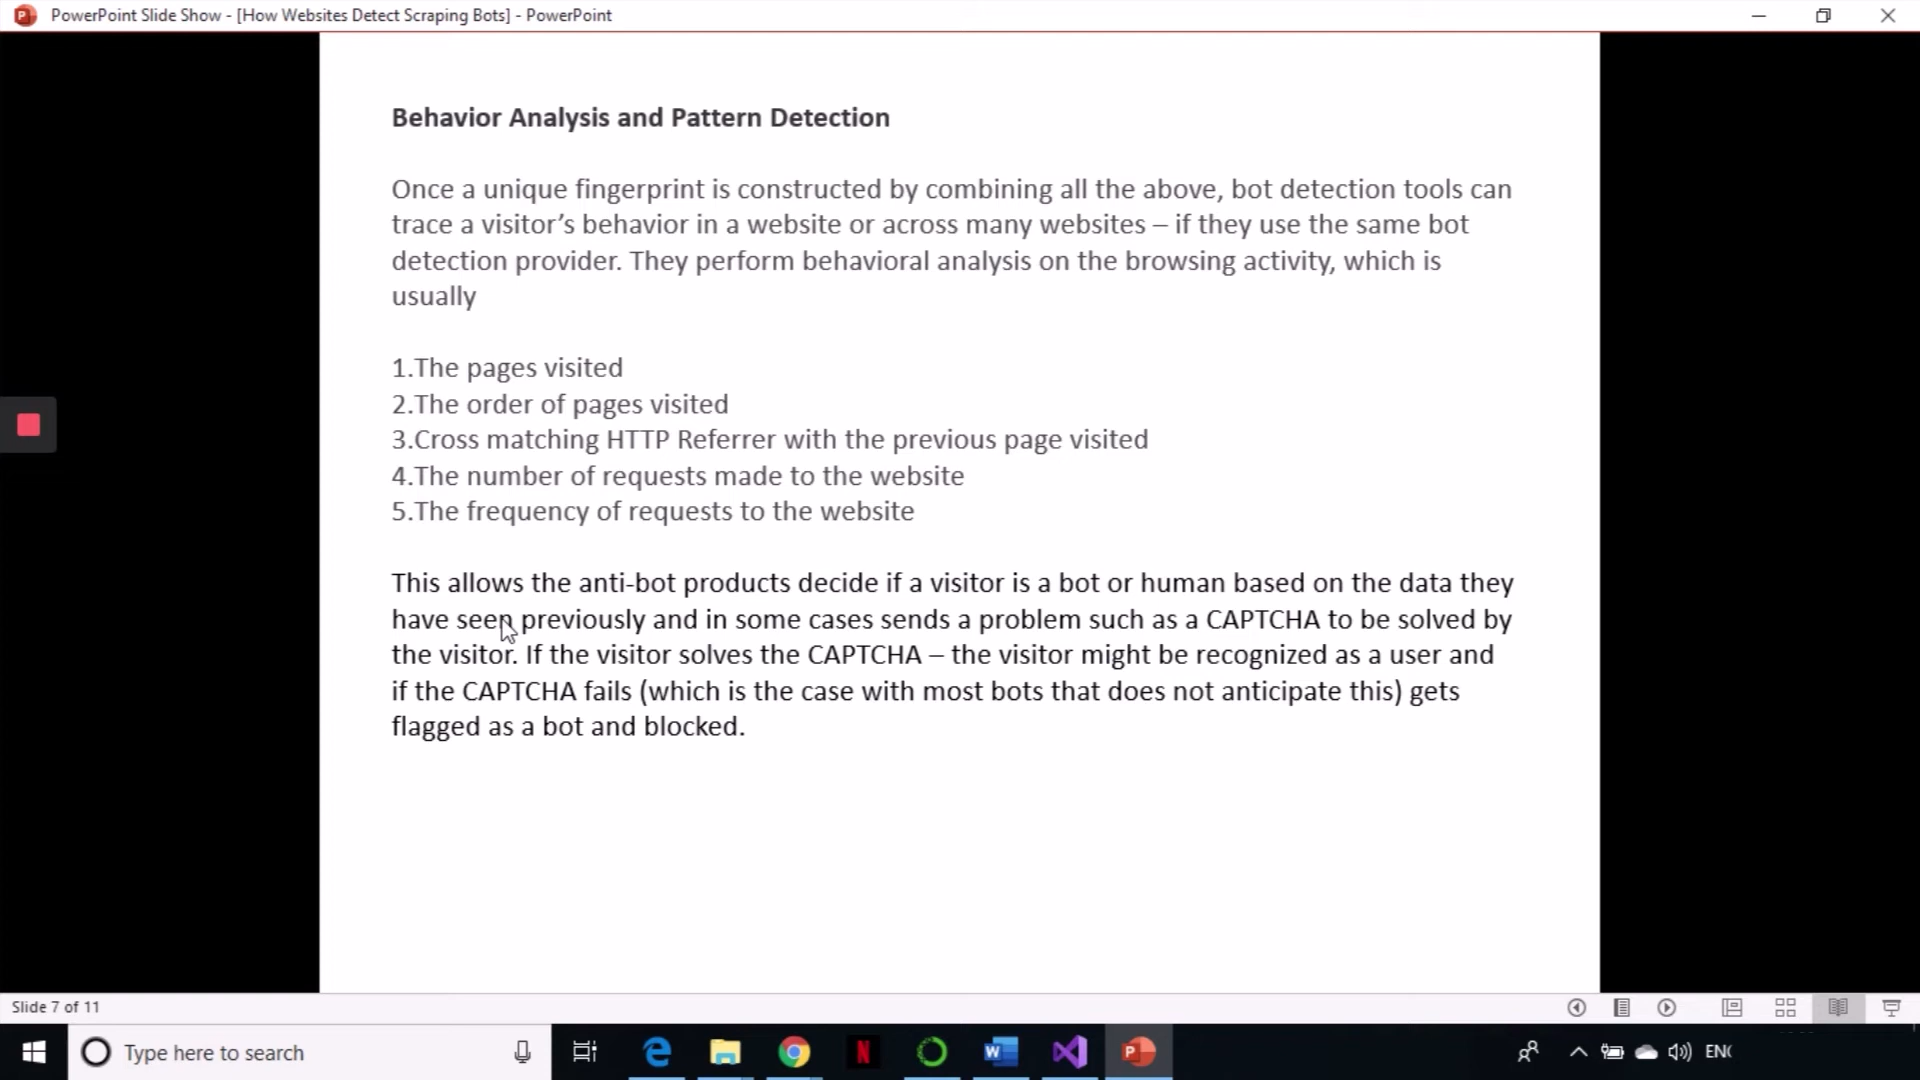 PowerPoint Slide Show - [How Websites Detect Scraping Bots] - PowerPoint
Behavior Analysis and Pattern Detection
Once a unique fingerprint is constructed by combining all the above, bot detection tools can
trace a visitor’s behavior in a website or across many websites – if they use the same bot
detection provider. They perform behavioral analysis on the browsing activity, which is
usually
1.The pages visited
2.The order of pages visited
3.Cross matching HTTP Referrer with the previous page visited
4.The number of requests made to the website
5.The frequency of requests to the website
This allows the anti-bot products decide if a visitor is a bot or human based on the data they
have seen previously and in some cases sends a problem such as a CAPTCHA to be solved by
the visitor. If the visitor solves the CAPTCHA – the visitor might be recognized as a user and
if the CAPTCHA fails (which is the case with most bots that does not anticipate this) gets
flagged as a bot and blocked.
Slide 7 of 11
Type here to search